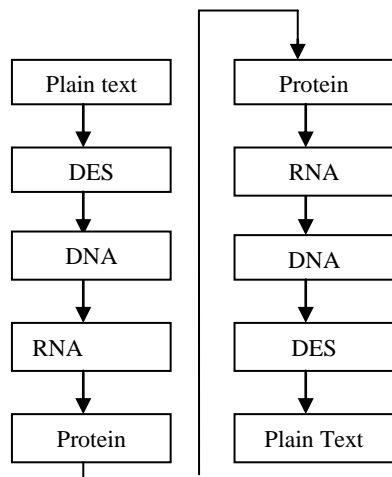 Plain text
DES
DNA
RNA
Protein
Protein
RNA
DNA
DES
Plain Text